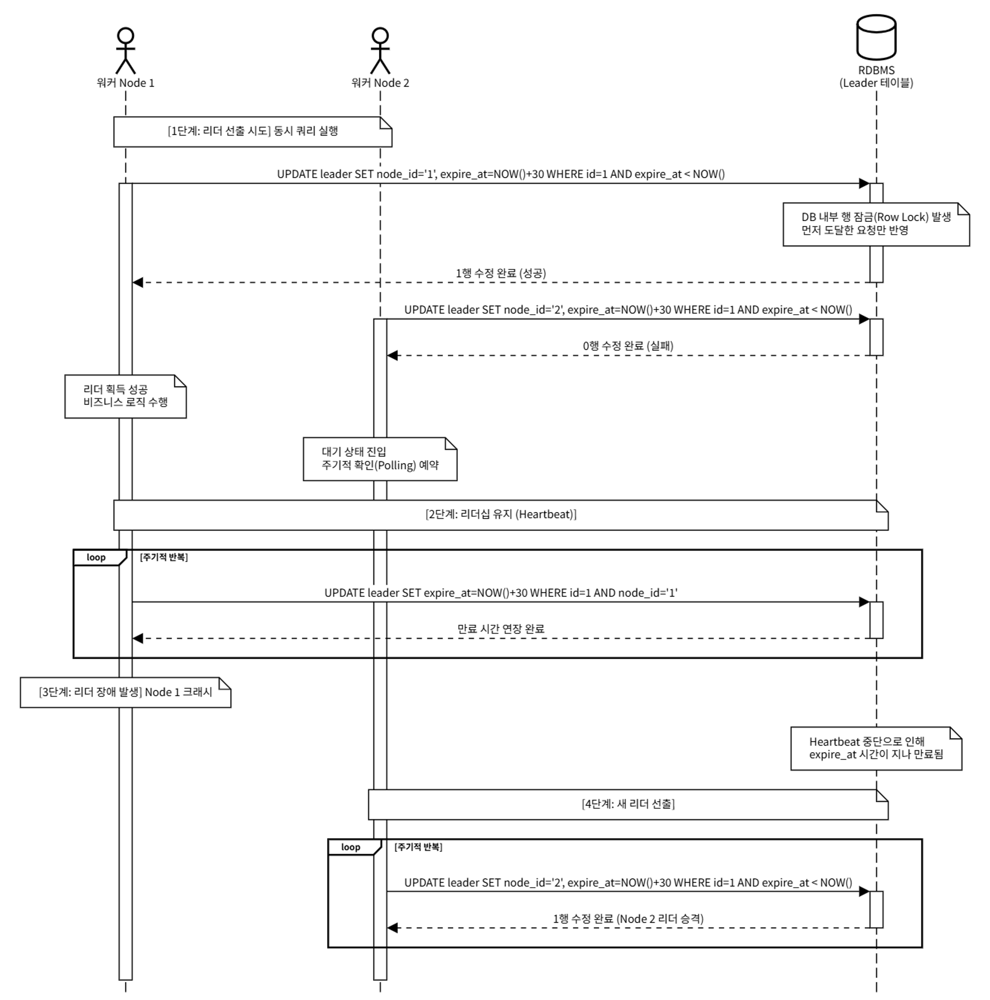 워커 Node 1
워커 Node 2
RDBMS
(Leader 테이블)
[1단계: 리더 선출 시도] 동시 쿼리 실행
UPDATE leader SET node_id='1', expire_at=NOW()+30 WHERE id=1 AND expire_at < NOW()
DB 내부 행 잠금(Row Lock) 발생
먼저 도달한 요청만 반영
1행 수정 완료 (성공)
UPDATE leader SET node_id='2', expire_at=NOW()+30 WHERE id=1 AND expire_at < NOW()
0행 수정 완료 (실패)
리더 획득 성공
비즈니스 로직 수행
대기 상태 진입
주기적 확인(Polling) 예약
[2단계: 리더십 유지 (Heartbeat)]
loop
[주기적 반복]
UPDATE leader SET expire_at=NOW()+30 WHERE id=1 AND node_id='1'
만료 시간 연장 완료
[3단계: 리더 장애 발생] Node 1 크래시
Heartbeat 중단으로 인해
expire_at 시간이 지나 만료됨
[4단계: 새 리더 선출]
loop
[주기적 반복]
UPDATE leader SET node_id='2', expire_at=NOW()+30 WHERE id=1 AND expire_at < NOW()
1행 수정 완료 (Node 2 리더 승격)